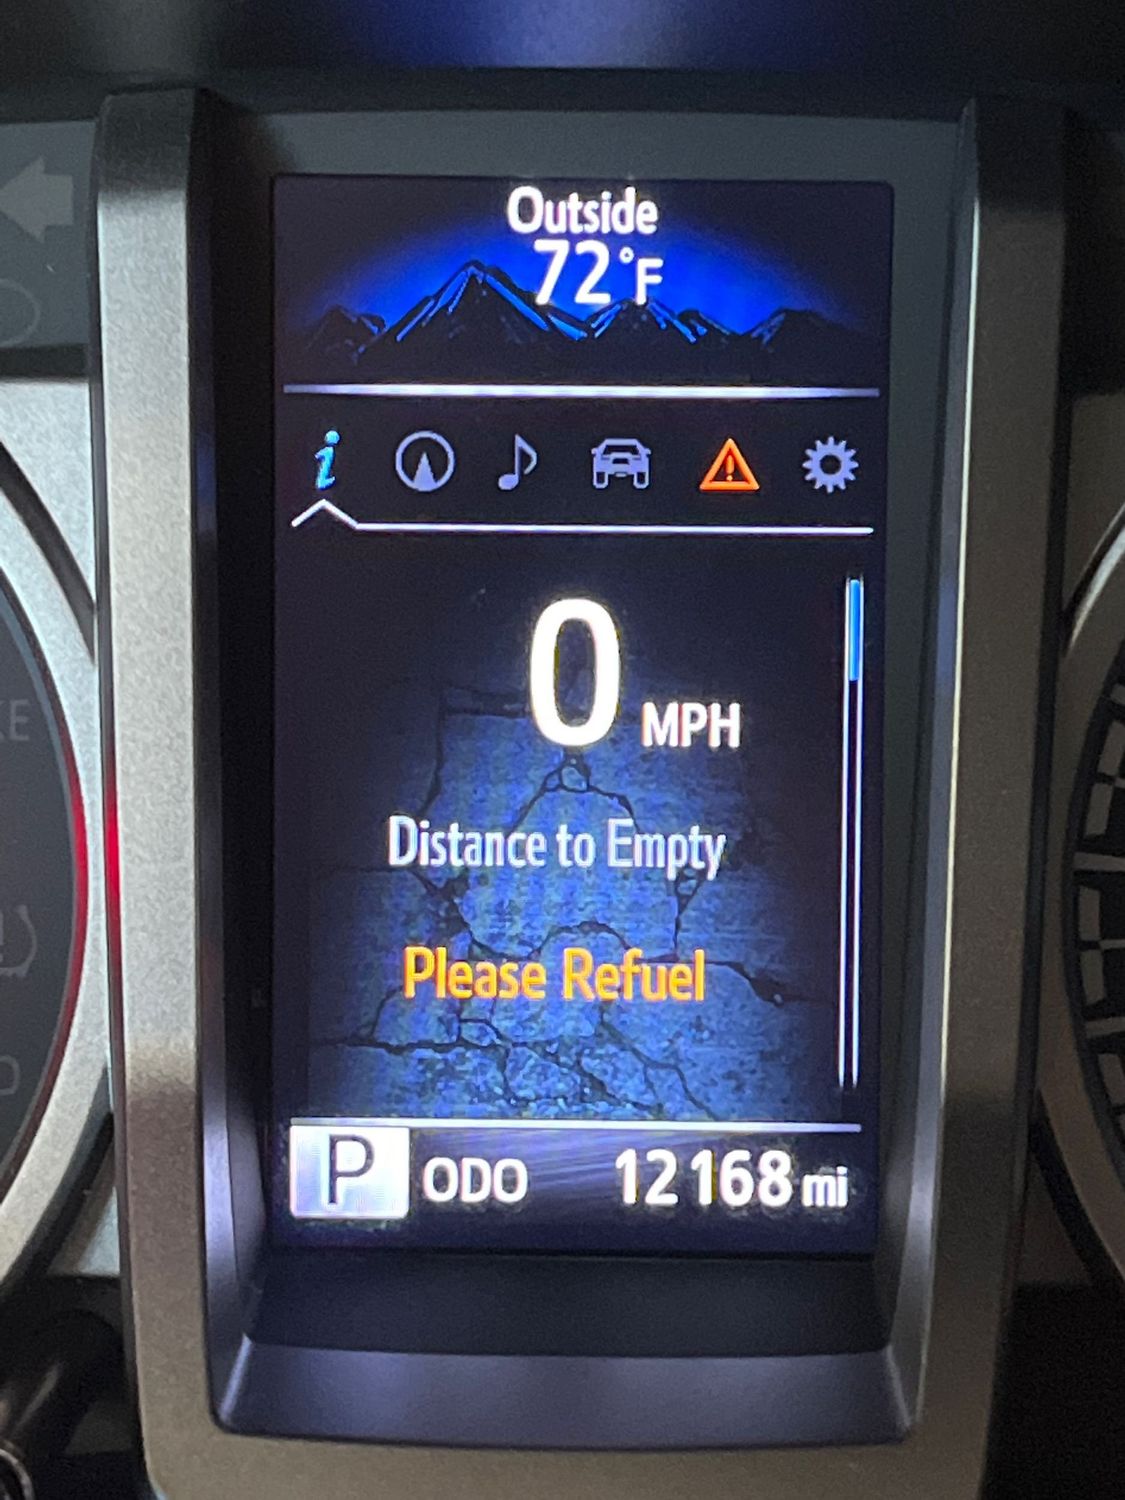 Outside
72°F
0 MPH
Distance to Empty
Please Refuel
P ODO 12168 mi